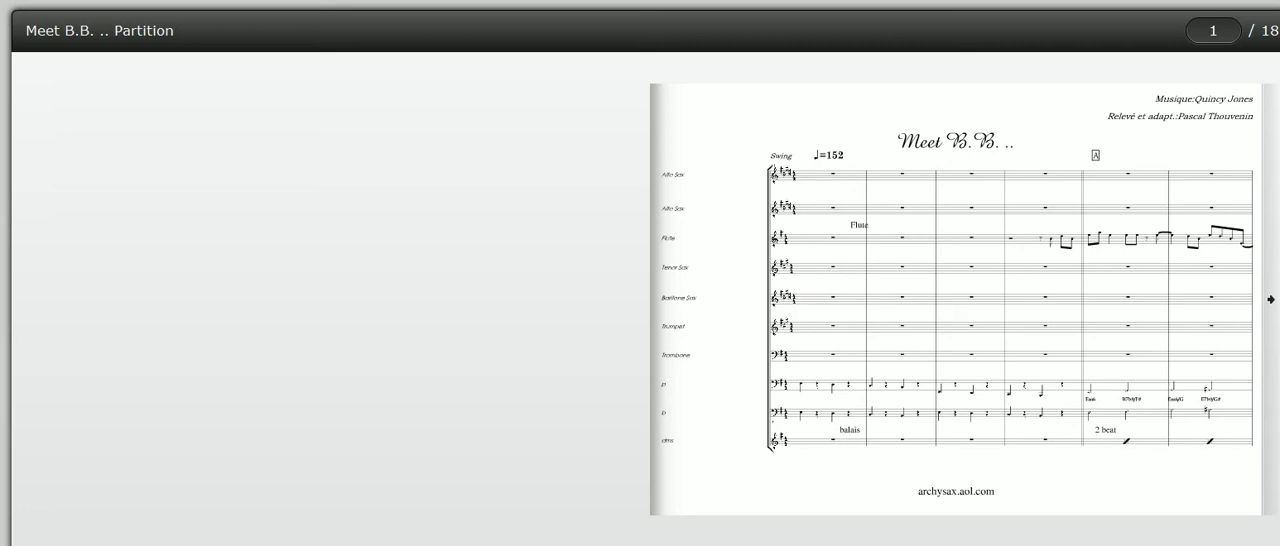 Meet B.B. .. Partition
1 / 18
Musique:Quincy Jones
Relevé et adapt.:Pascal Thouvenin
Meet B.B. ..
Swing ♩=152 A
Alto Sax
Alto Sax
Flute
Flute
Tenor Sax
Baritone Sax
Trumpet
Trombone
p
b
balais 2 beat
dms
archysax.aol.com